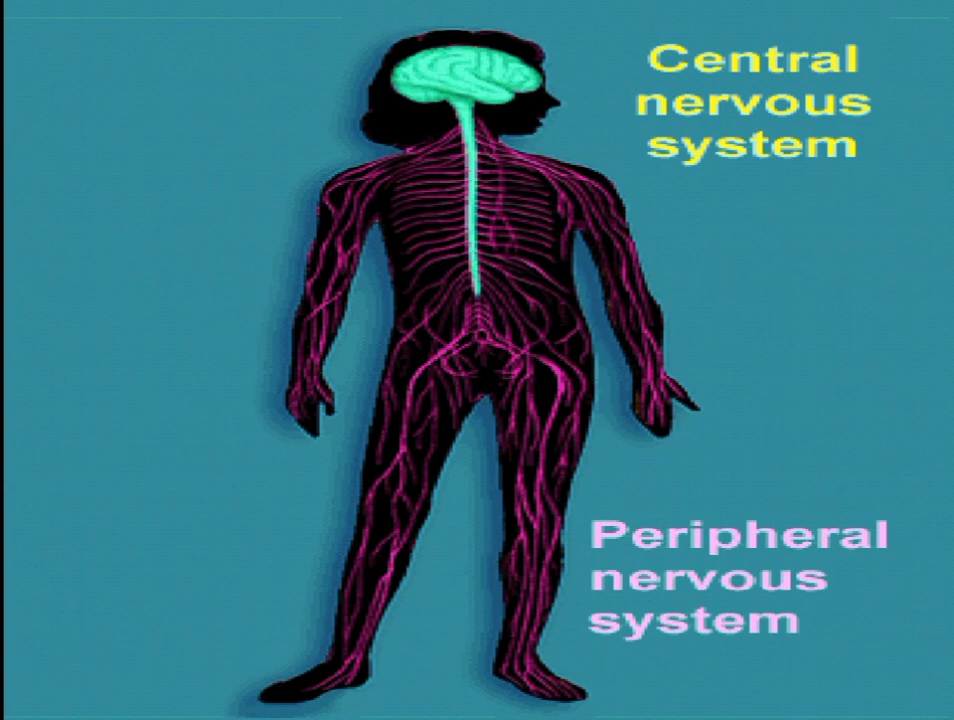 Central
nervous
system
Peripheral
nervous
system